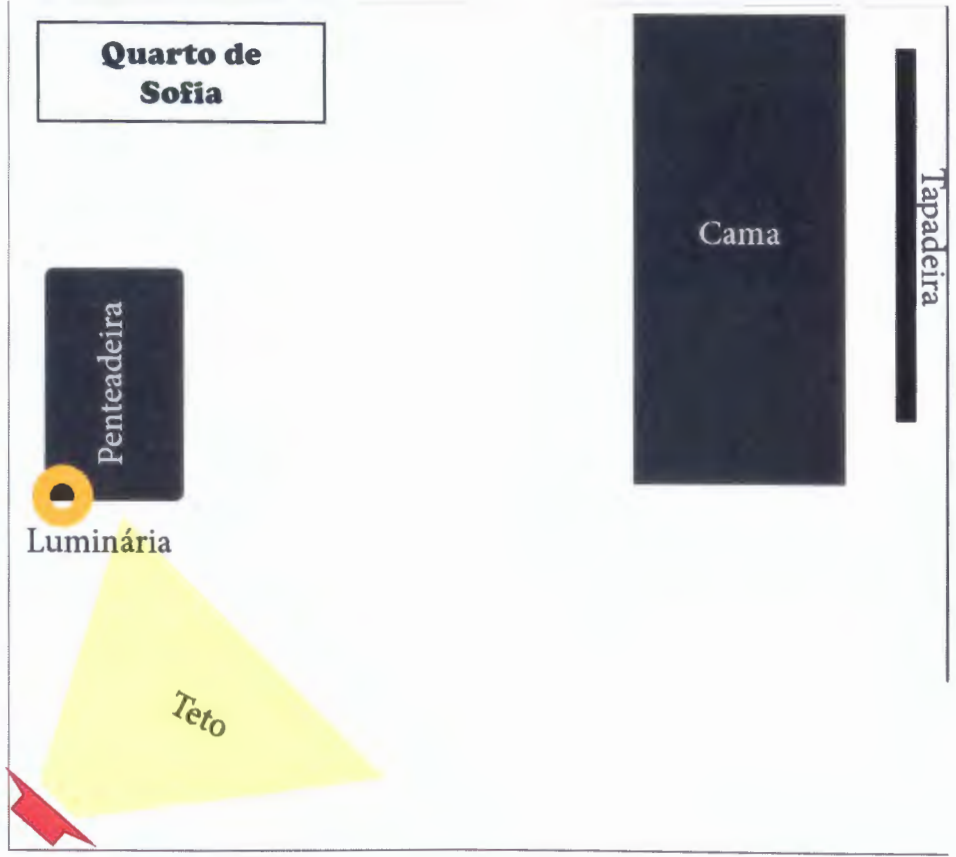 Quarto de
Sofia
Cama
Tapadeira
Penteadeira
Luminária
Teto